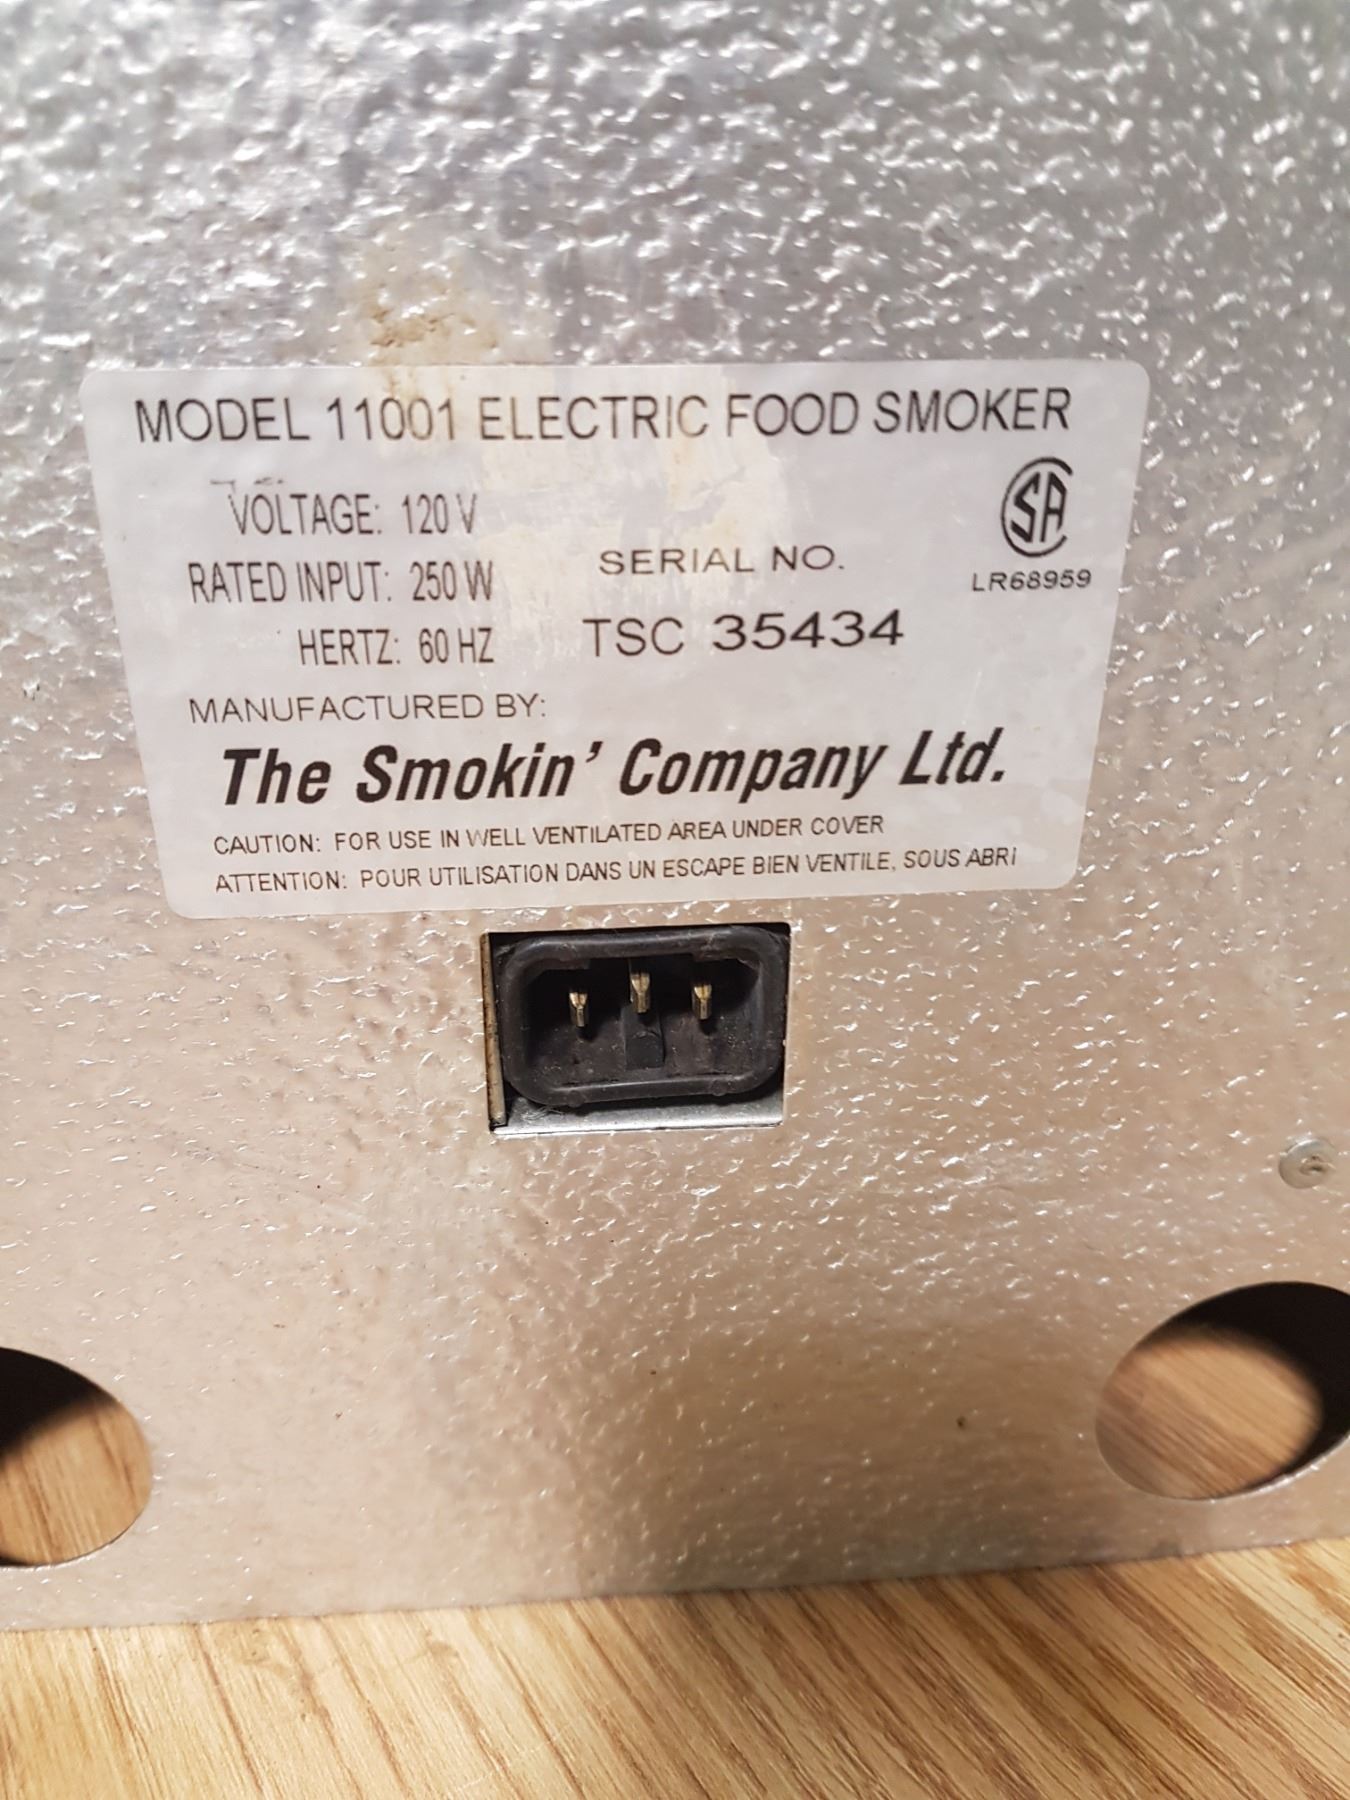 MODEL 11001 ELECTRIC FOOD SMOKER
VOLTAGE: 120 V
RATED INPUT: 250 W
HERTZ: 60 HZ
SERIAL NO.
TSC 35434
SA
LR68959
MANUFACTURED BY:
The Smokin' Company Ltd.
CAUTION: FOR USE IN WELL VENTILATED AREA UNDER COVER
ATTENTION: POUR UTILISATION DANS UN ESCAPE BIEN VENTILE, SOUS ABRI